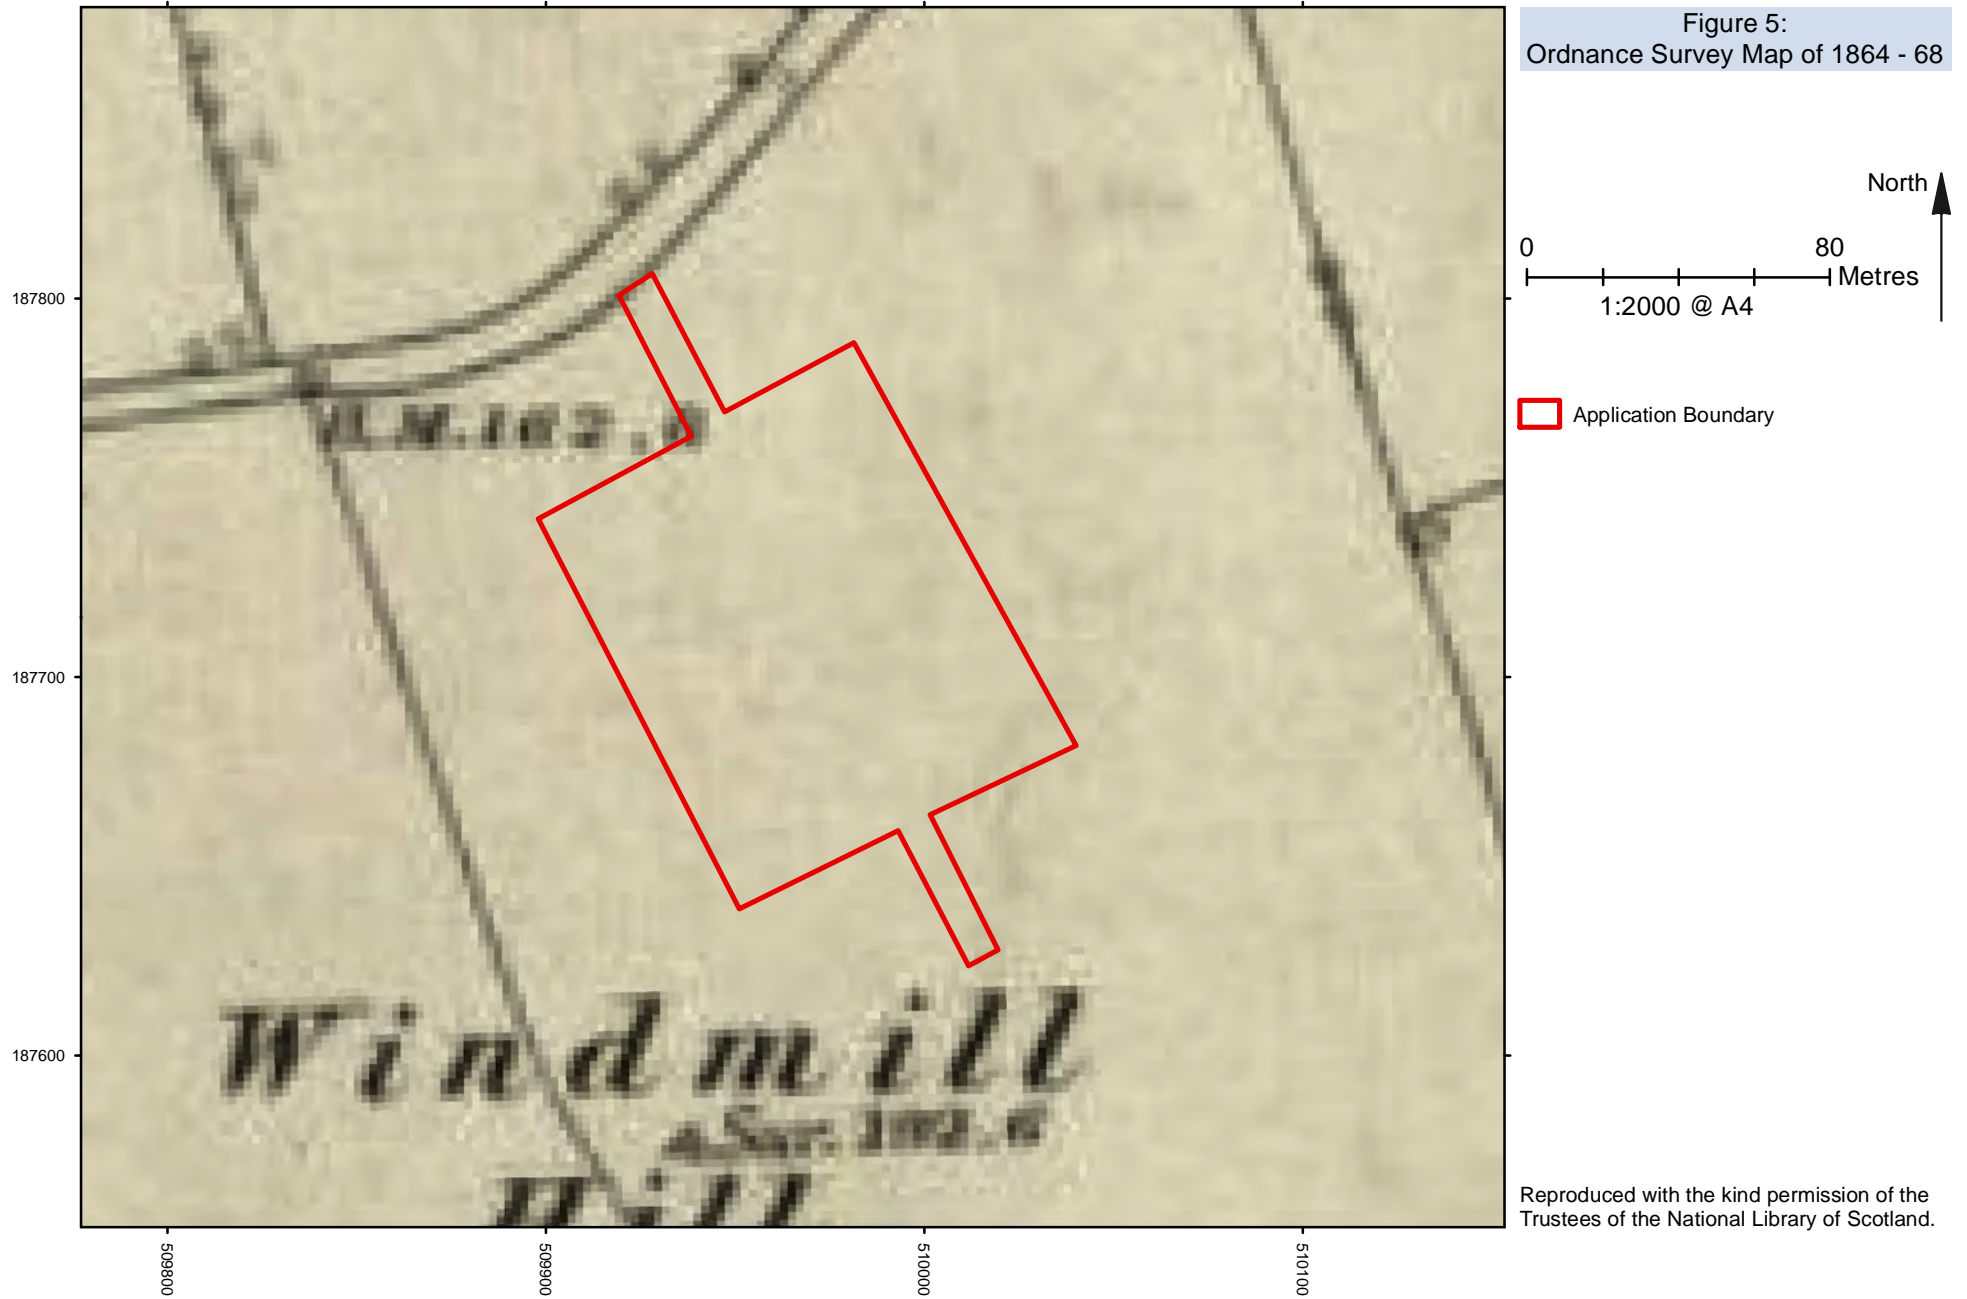 Figure 5:
Ordnance Survey Map of 1864 - 68
North
0 80
Metres
1:2000 @ A4
Application Boundary
187800
187700
187600
Windmill
Hill
509800
509900
510000
510100
Reproduced with the kind permission of the
Trustees of the National Library of Scotland.